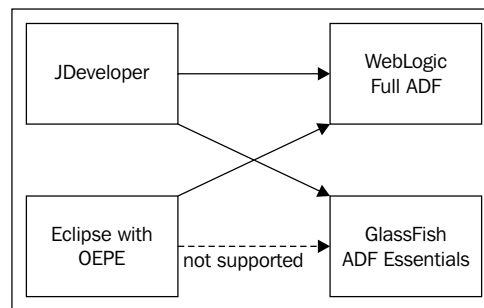 JDeveloper
WebLogic
Full ADF
Eclipse with
OEPE
not supported
GlassFish
ADF Essentials